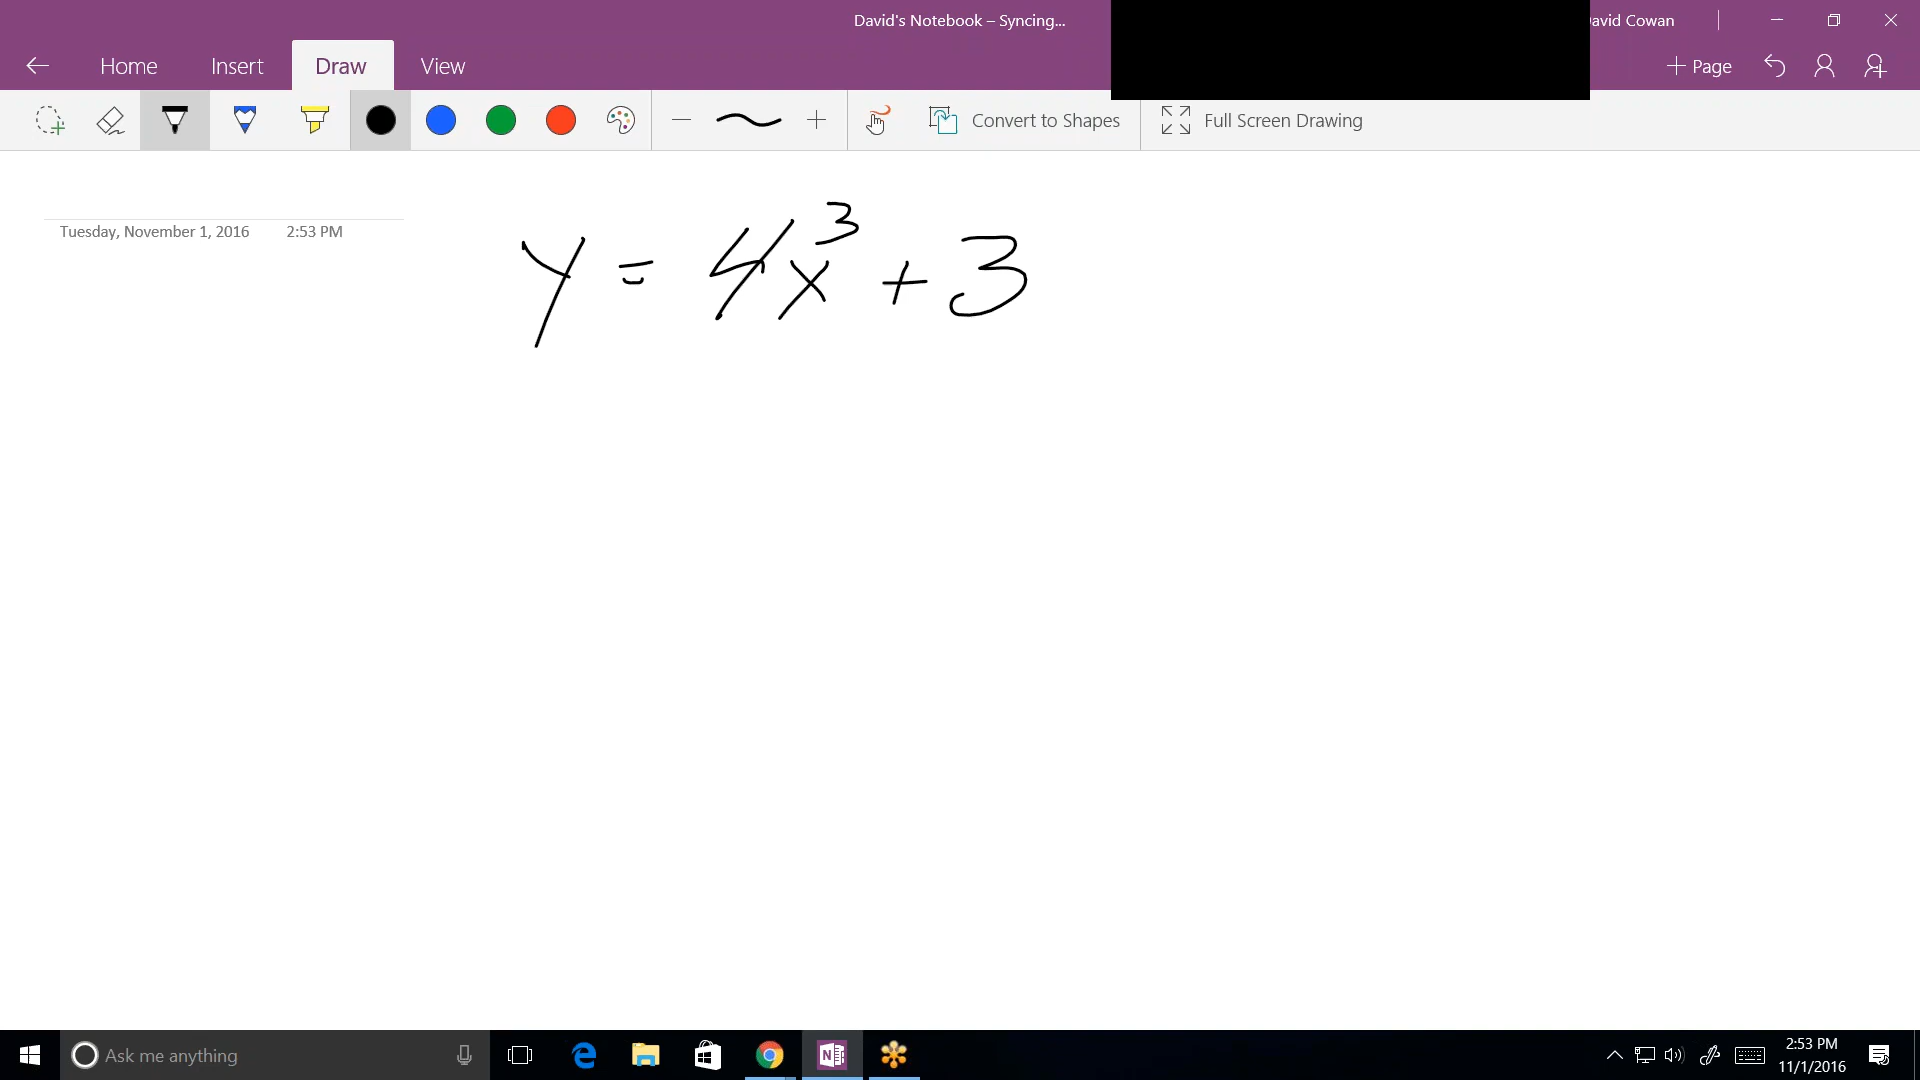 David's Notebook – Syncing...
avid Cowan
Home Insert Draw View
Page
Convert to Shapes
Full Screen Drawing
Tuesday, November 1, 2016 2:53 PM
y = 4x³ + 3
Ask me anything
2:53 PM
11/1/2016